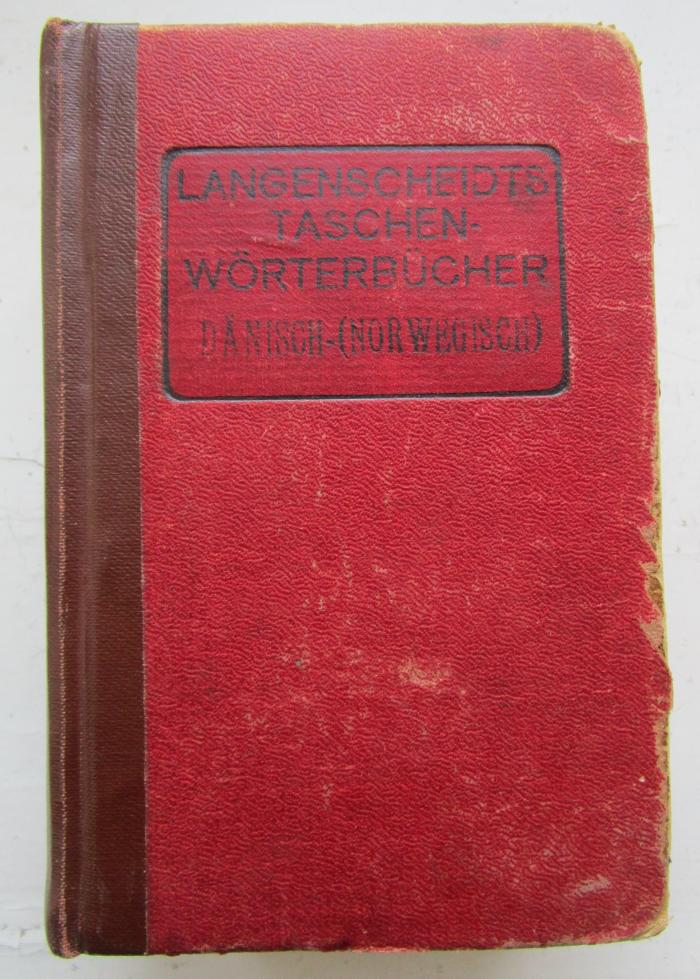 LANGENSCHEIDTS
TASCHEN-
WÖRTERBÜCHER
DÄNISCH-(NORWEGISCH)